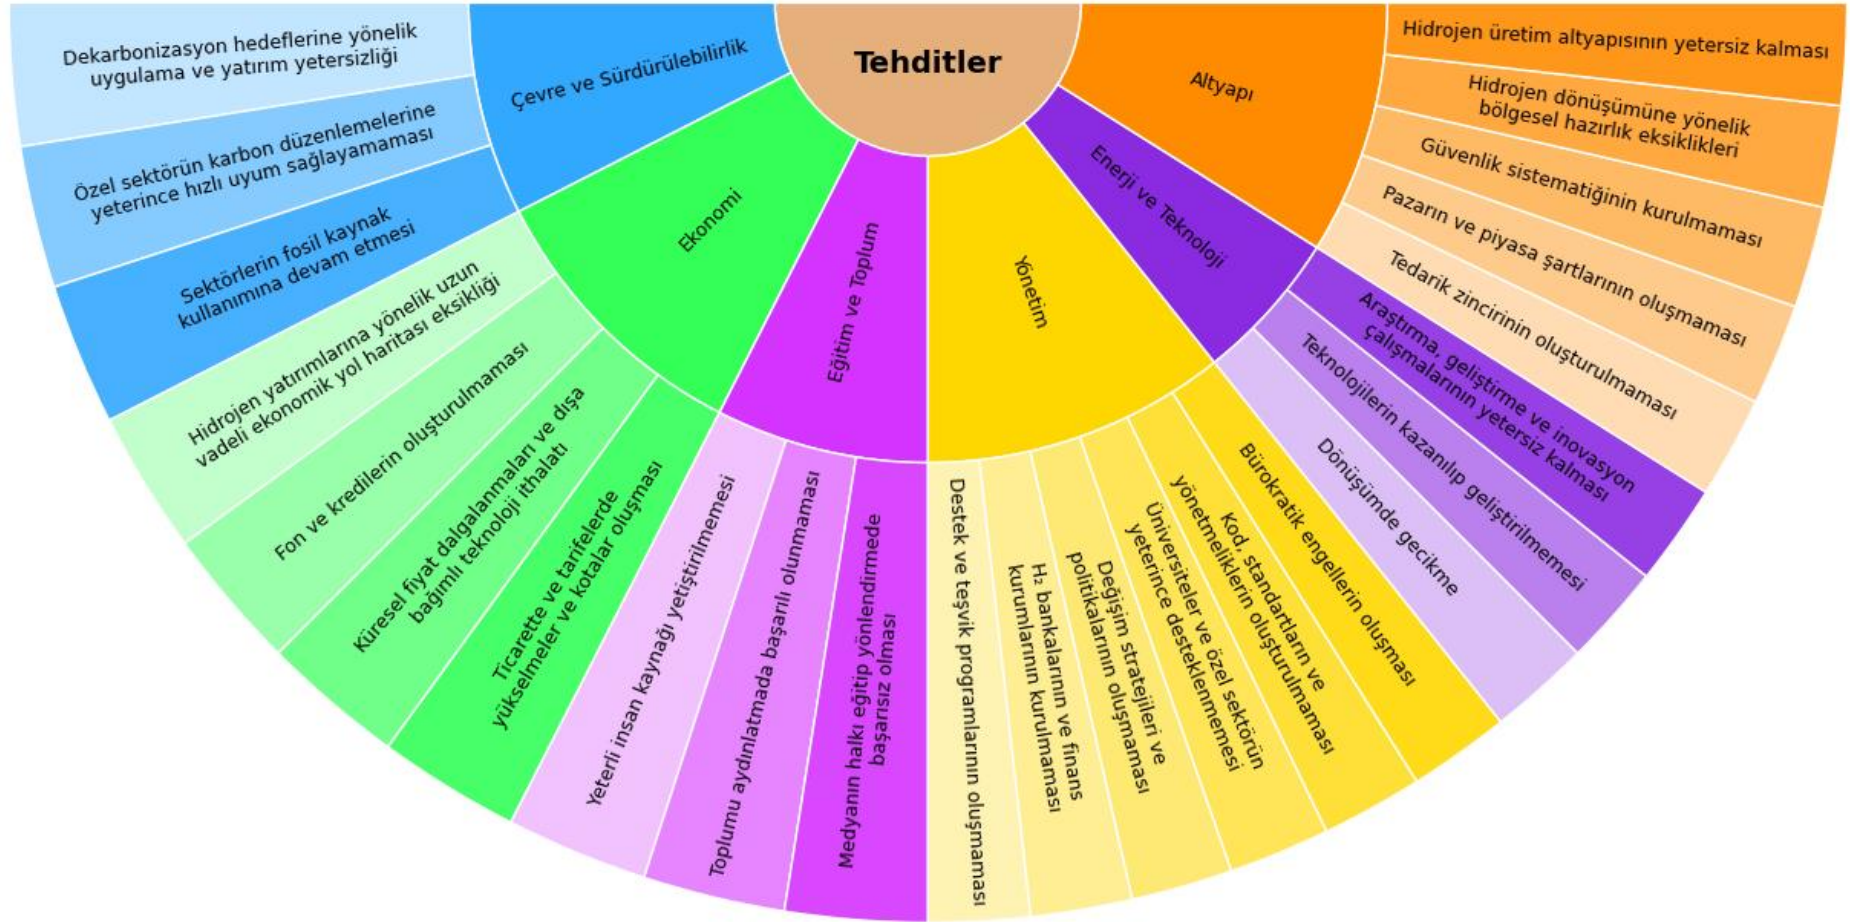 Tehditler
Çevre ve Sürdürülebilirlik
Dekarbonizasyon hedeflerine yönelik
uygulama ve yatırım yetersizliği
Özel sektörün karbon düzenlemelerine
yeterince hızlı uyum sağlayamaması
Sektörlerin fosil kaynak
kullanımına devam etmesi
Ekonomi
Hidrojen yatırımlarına yönelik uzun
vadeli ekonomik yol haritası eksikliği
Fon ve kredilerin oluşturulmaması
Küresel fiyat dalgalanmaları ve dışa
bağımlı teknoloji ithalatı
Ticarette ve tarifelerde
yükselmeler ve kotalar oluşması
Eğitim ve Toplum
Yeterli insan kaynağı yetiştirilmemesi
Toplumu aydınlatmada başarılı olunmaması
Medyanın halkı eğitip yönlendirmede
başarısız olması
Yönetim
Destek ve teşvik programlarının oluşmaması
H₂ bankalarının ve finans
kurumlarının kurulmaması
Değişim stratejileri ve
politikalarının oluşmaması
Üniversiteler ve özel sektörün
yeterince desteklenmemesi
Kod, standartların ve
yönetmeliklerin oluşturulmaması
Bürokratik engellerin oluşması
Enerji ve Teknoloji
Dönüşümde gecikme
Teknolojilerin kazanılıp geliştirilmemesi
Araştırma, geliştirme ve inovasyon
çalışmalarının yetersiz kalması
Altyapı
Tedarik zincirinin oluşturulmaması
Pazarın ve piyasa şartlarının oluşmaması
Güvenlik sistematiğinin kurulmaması
Hidrojen dönüşümüne yönelik
bölgesel hazırlık eksiklikleri
Hidrojen üretim altyapısının yetersiz kalması